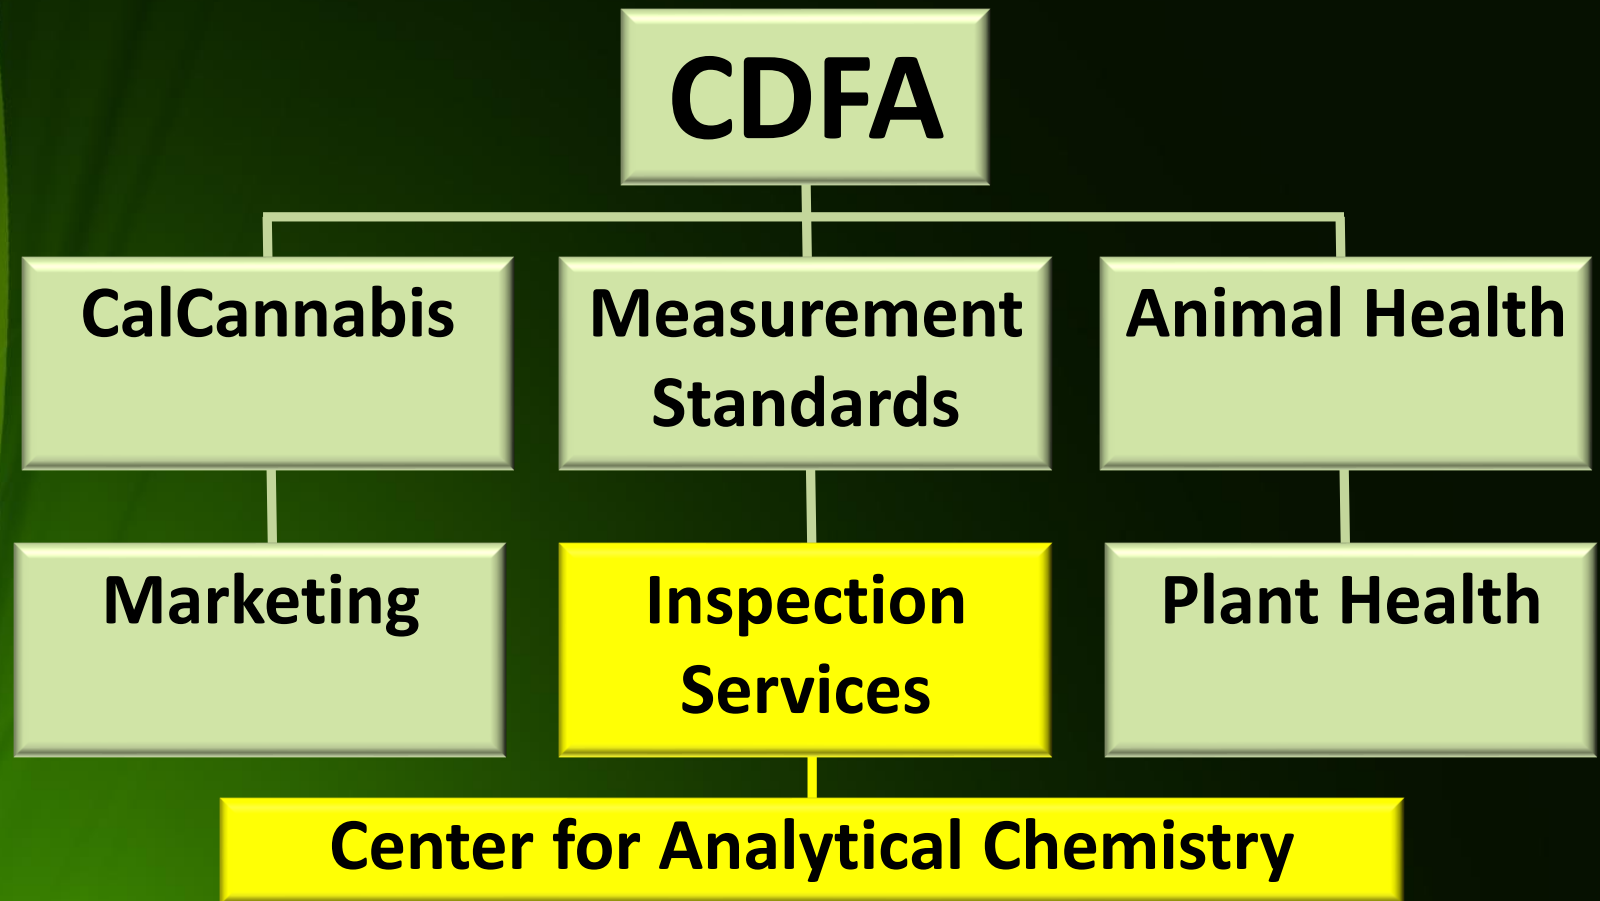 CDFA
CalCannabis
Measurement
Standards
Animal Health
Marketing
Inspection
Services
Plant Health
Center for Analytical Chemistry